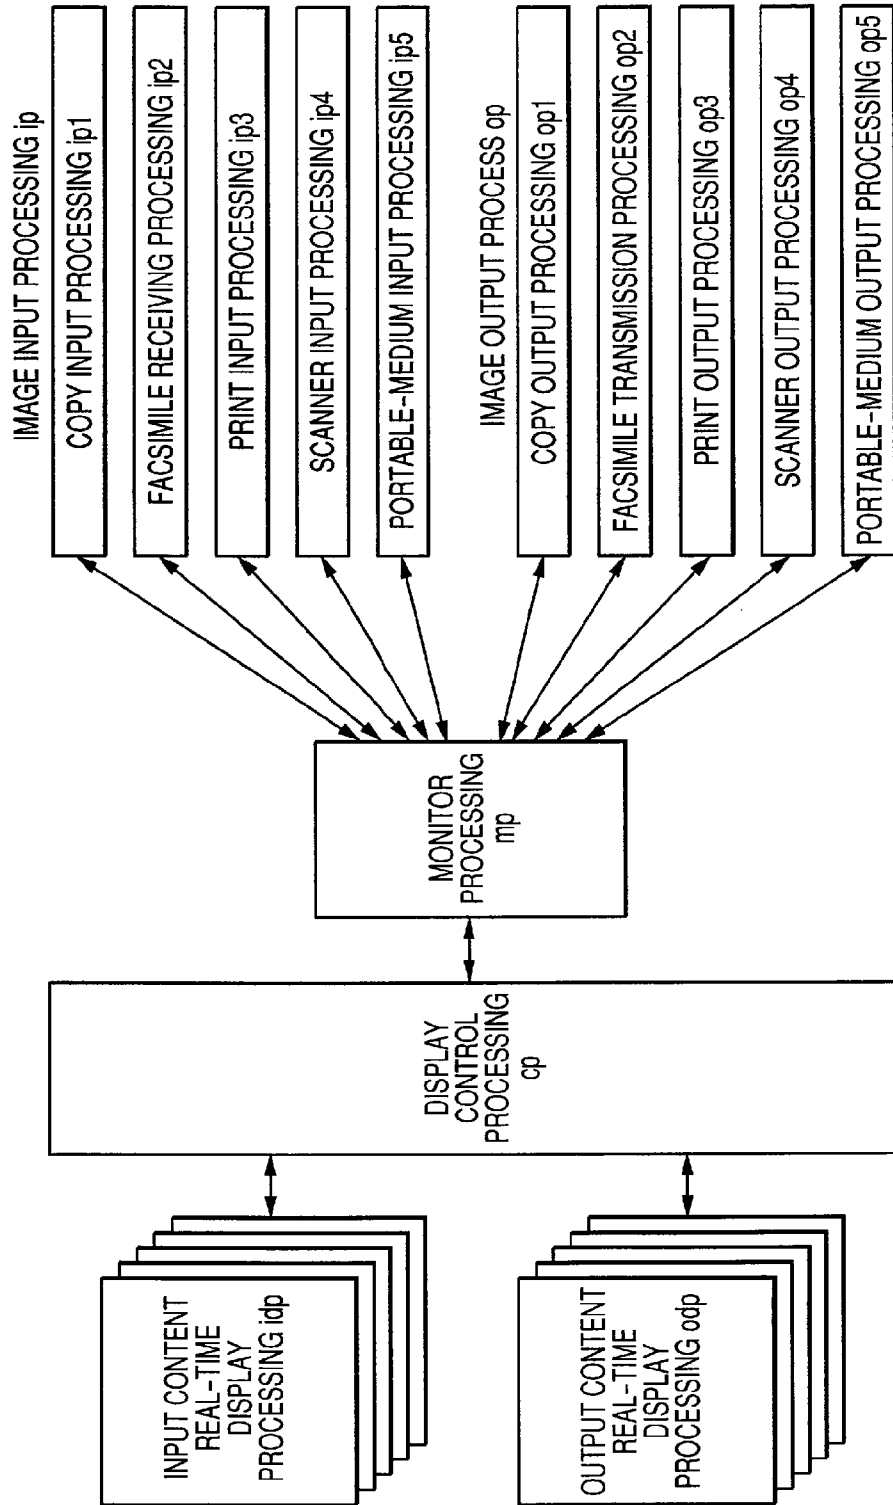 INPUT CONTENT
REAL-TIME
DISPLAY
PROCESSING idp
OUTPUT CONTENT
REAL-TIME
DISPLAY
PROCESSING odp
DISPLAY
CONTROL
PROCESSING
cp
MONITOR
PROCESSING
mp
IMAGE INPUT PROCESSING ip
COPY INPUT PROCESSING ip1
FACSIMILE RECEIVING PROCESSING ip2
PRINT INPUT PROCESSING ip3
SCANNER INPUT PROCESSING ip4
PORTABLE-MEDIUM INPUT PROCESSING ip5
IMAGE OUTPUT PROCESS op
COPY OUTPUT PROCESSING op1
FACSIMILE TRANSMISSION PROCESSING op2
PRINT OUTPUT PROCESSING op3
SCANNER OUTPUT PROCESSING op4
PORTABLE-MEDIUM OUTPUT PROCESSING op5